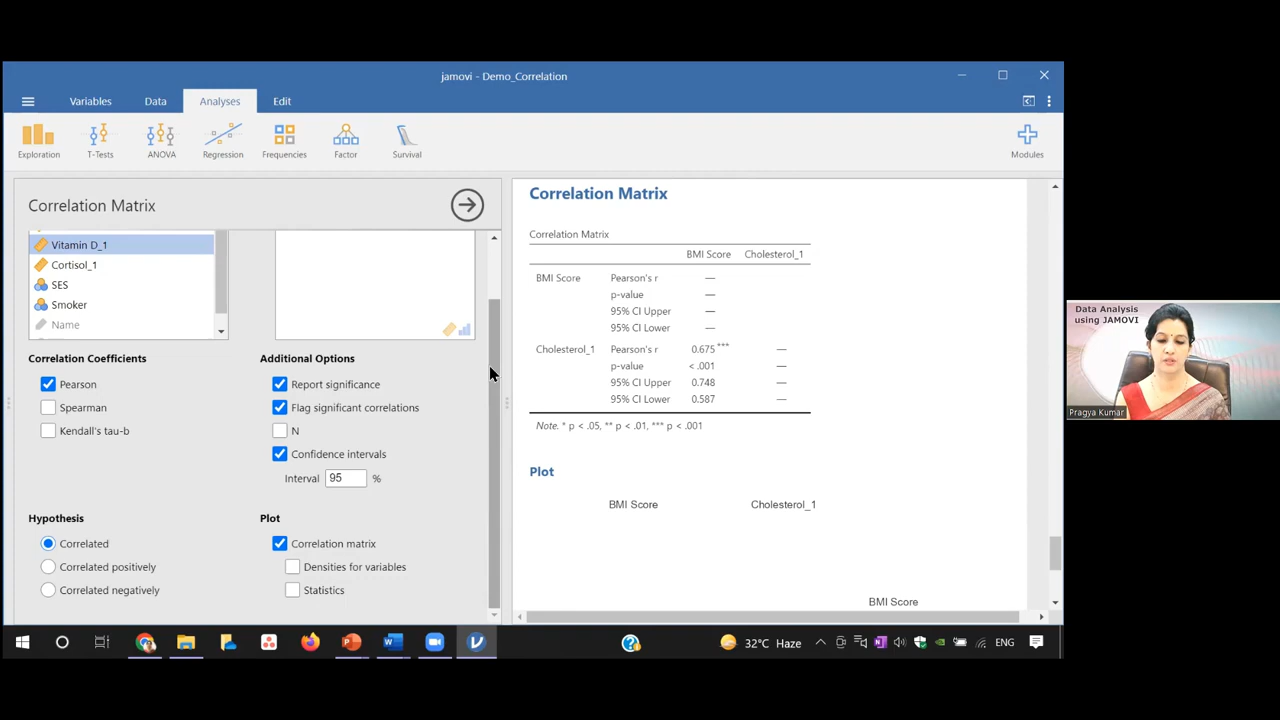 jamovi - Demo_Correlation
Variables
Data
Analyses
Edit
Exploration
T-Tests
ANOVA
Regression
Frequencies
Factor
Survival
Modules
Correlation Matrix
Vitamin D_1
Cortisol_1
SES
Smoker
Name
Correlation Coefficients
Pearson
Spearman
Kendall's tau-b
Additional Options
Report significance
Flag significant correlations
N
Confidence intervals
Interval 95 %
Hypothesis
Correlated
Correlated positively
Correlated negatively
Plot
Correlation matrix
Densities for variables
Statistics
Correlation Matrix
Correlation Matrix
BMI Score Cholesterol_1
BMI Score Pearson's r —
p-value —
95% CI Upper —
95% CI Lower —
Cholesterol_1 Pearson's r 0.675 *** —
p-value < .001 —
95% CI Upper 0.748 —
95% CI Lower 0.587 —
Note. * p < .05, ** p < .01, *** p < .001
Plot
BMI Score Cholesterol_1
BMI Score
Data Analysis
using JAMOVI
Pragya Kumar
32°C Haze
ENG